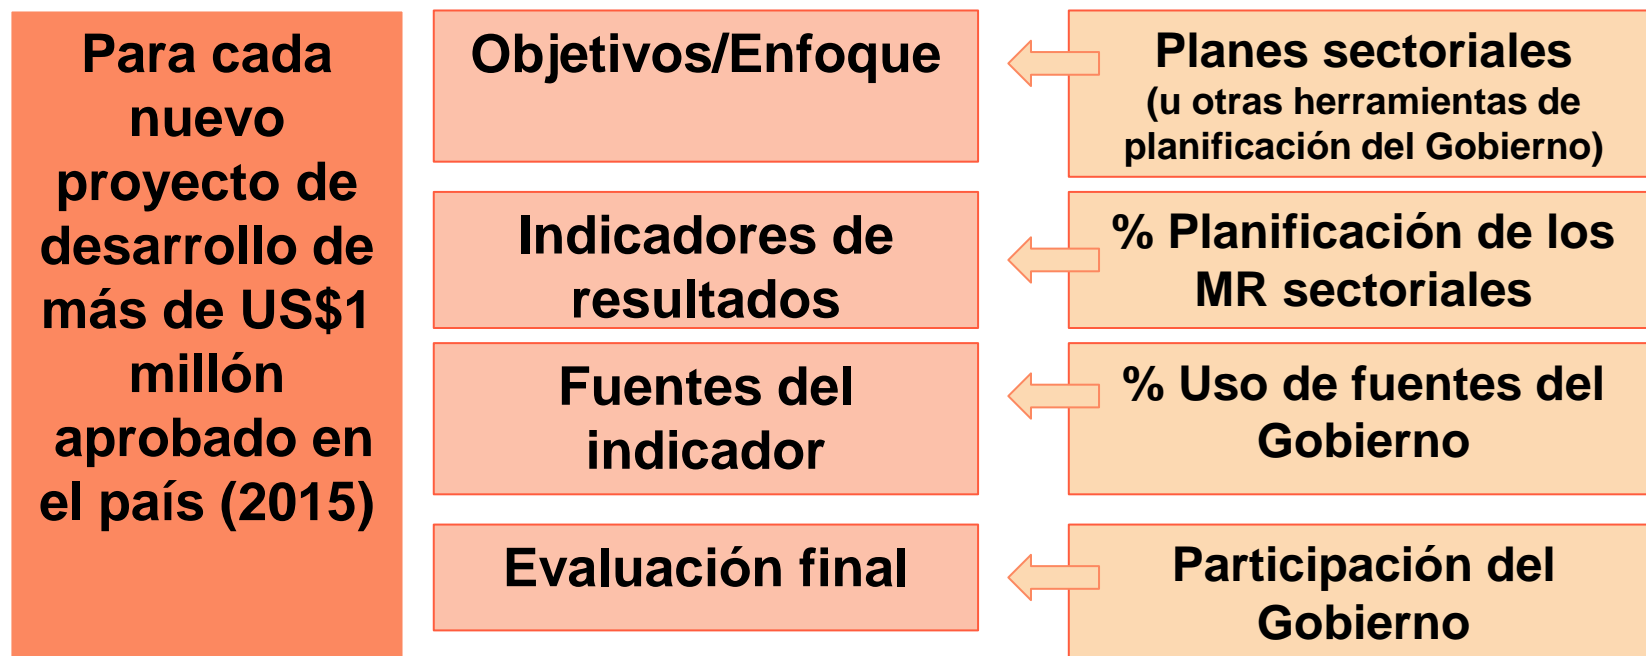 Para cada
nuevo
proyecto de
desarrollo de
más de US$1
millón
aprobado en
el país (2015)
Objetivos/Enfoque
Planes sectoriales
(u otras herramientas de
planificación del Gobierno)
Indicadores de
resultados
% Planificación de los
MR sectoriales
Fuentes del
indicador
% Uso de fuentes del
Gobierno
Evaluación final
Participación del
Gobierno